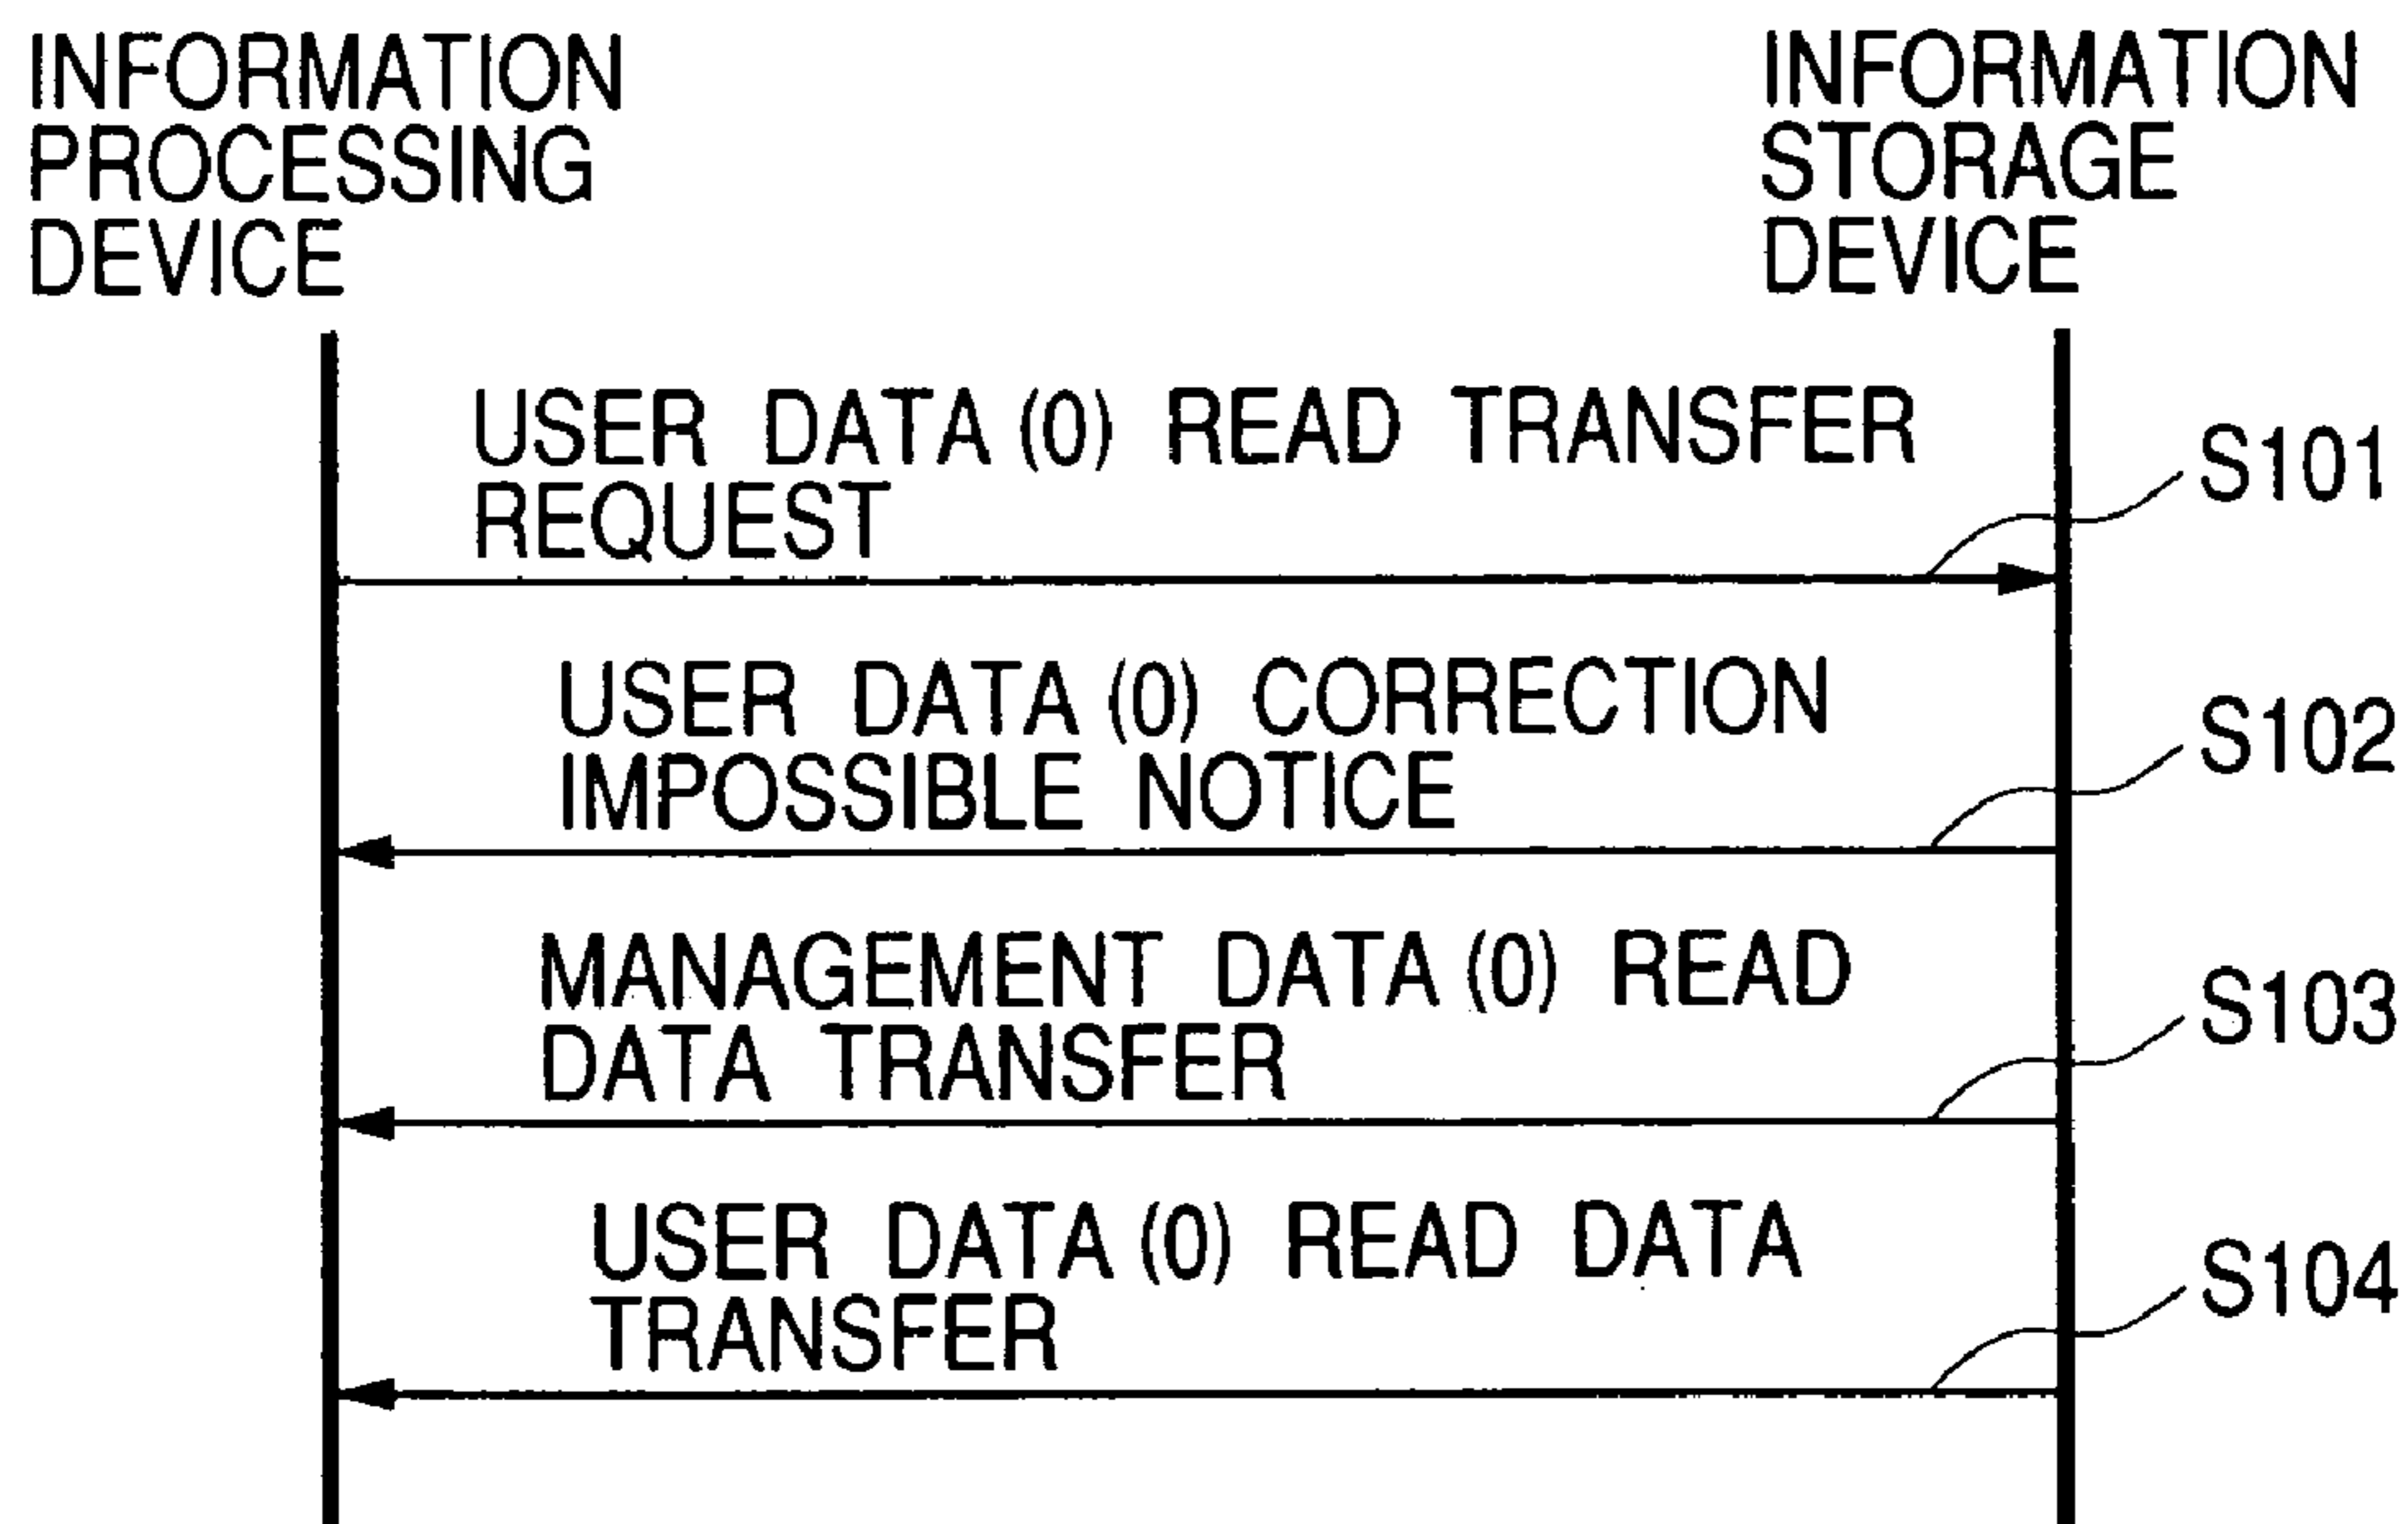 INFORMATION
PROCESSING
DEVICE
INFORMATION
STORAGE
DEVICE
USER DATA (0) READ TRANSFER
REQUEST
S101
USER DATA (0) CORRECTION
IMPOSSIBLE NOTICE
S102
MANAGEMENT DATA (0) READ
DATA TRANSFER
S103
USER DATA (0) READ DATA
TRANSFER
S104